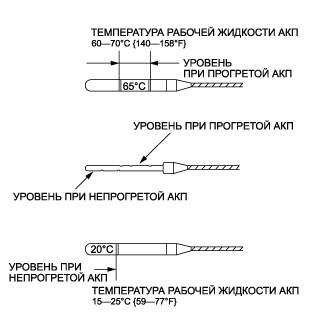 ТЕМПЕРАТУРА РАБОЧЕЙ ЖИДКОСТИ АКП
60—70°C {140—158°F}
УРОВЕНЬ
ПРИ ПРОГРЕТОЙ АКП
65°C
УРОВЕНЬ ПРИ ПРОГРЕТОЙ АКП
УРОВЕНЬ ПРИ НЕПРОГРЕТОЙ АКП
20°C
УРОВЕНЬ ПРИ
НЕПРОГРЕТОЙ АКП
ТЕМПЕРАТУРА РАБОЧЕЙ ЖИДКОСТИ АКП
15—25°C {59—77°F}